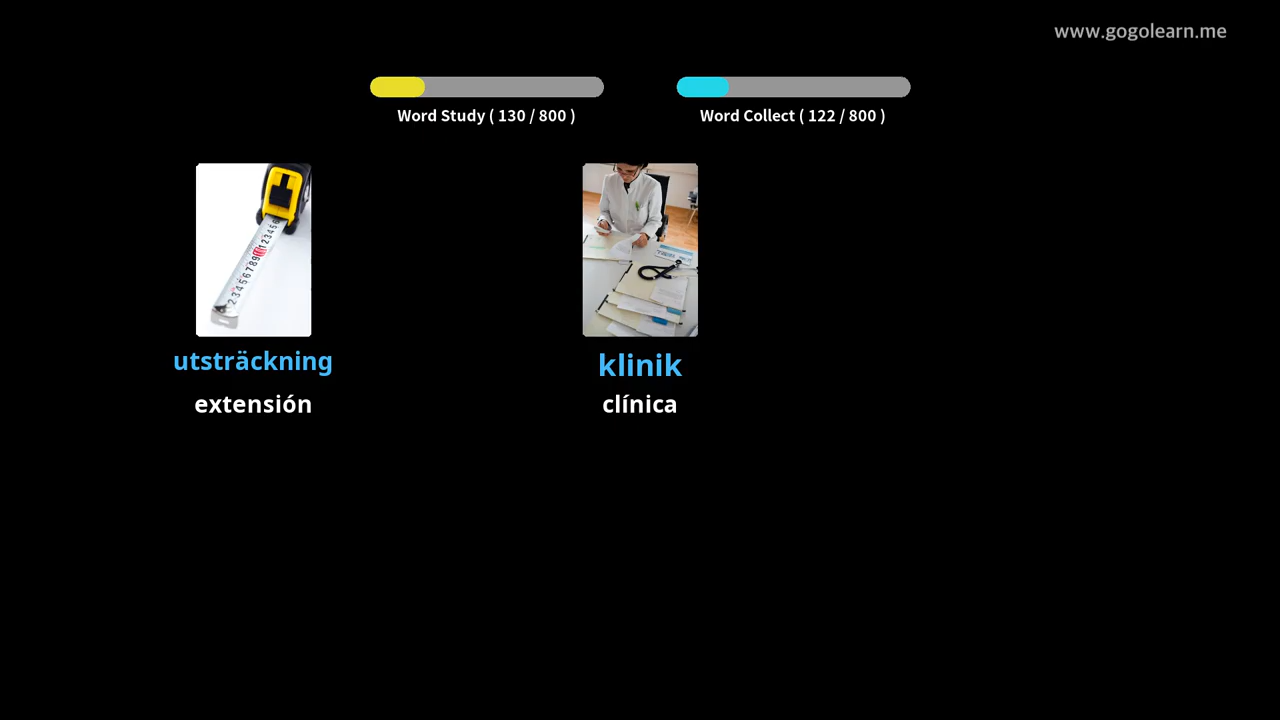 www.gogolearn.me
Word Study ( 130 / 800 )
Word Collect ( 122 / 800 )
utsträckning
klinik
extensión
clínica